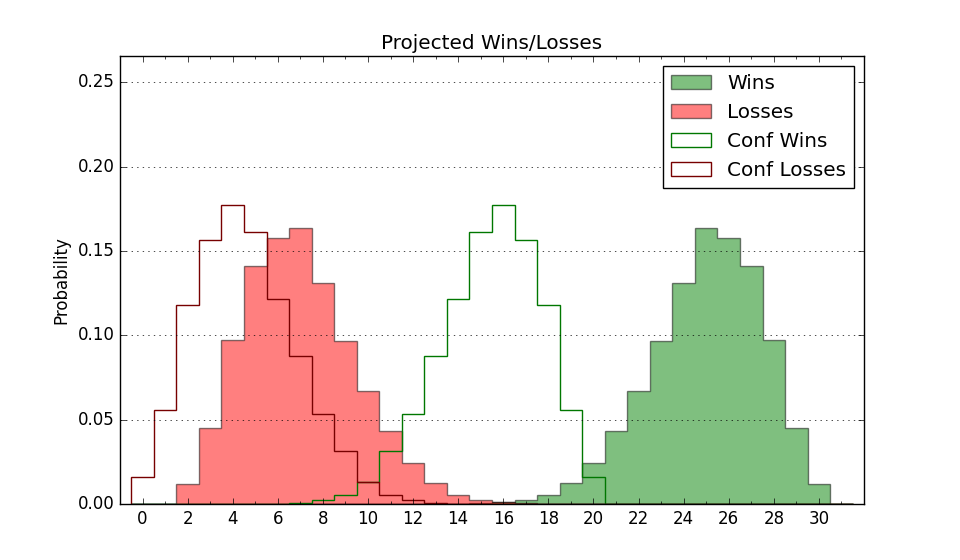 Projected Wins/Losses
0.25
0.20
0.15
0.10
0.05
0.00
Probability
Wins
Losses
Conf Wins
Conf Losses
0 2 4 6 8 10 12 14 16 18 20 22 24 26 28 30